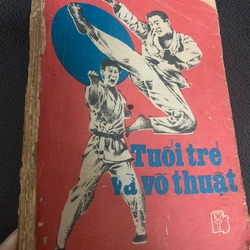 Tuổi trẻ
và võ thuật